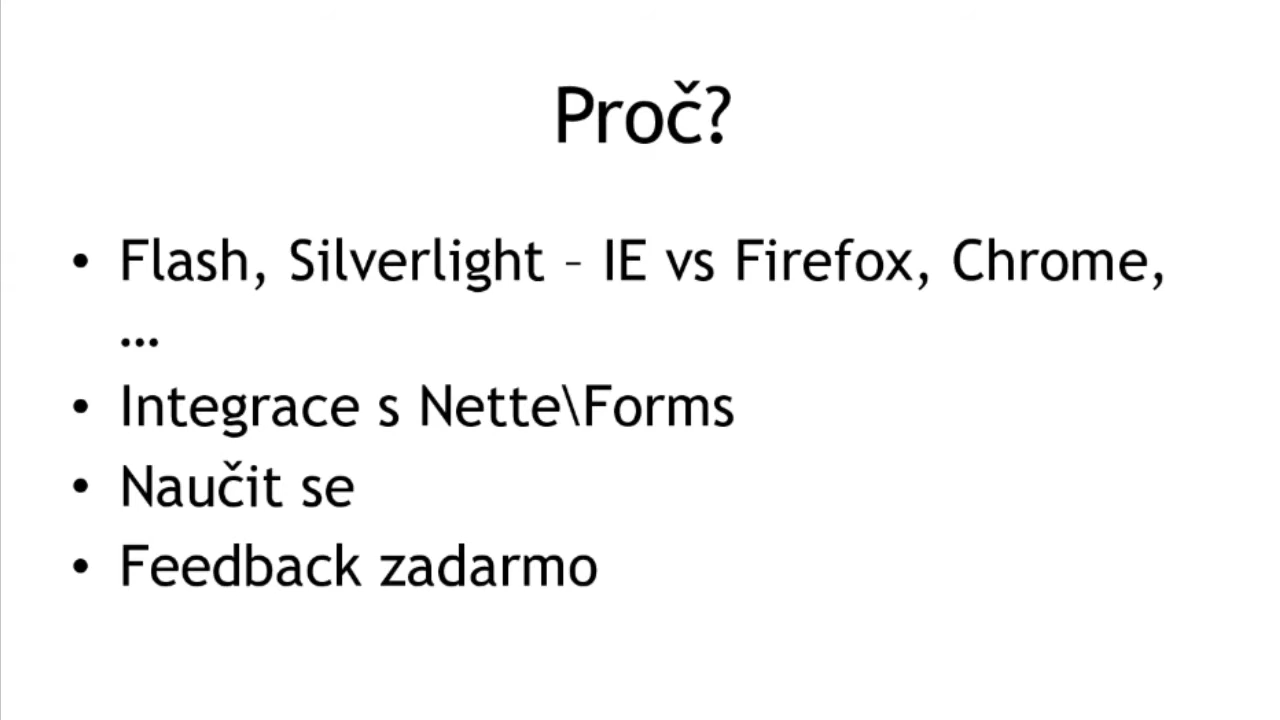 Proč?
• Flash, Silverlight – IE vs Firefox, Chrome,
…
• Integrace s Nette\Forms
• Naučit se
• Feedback zadarmo